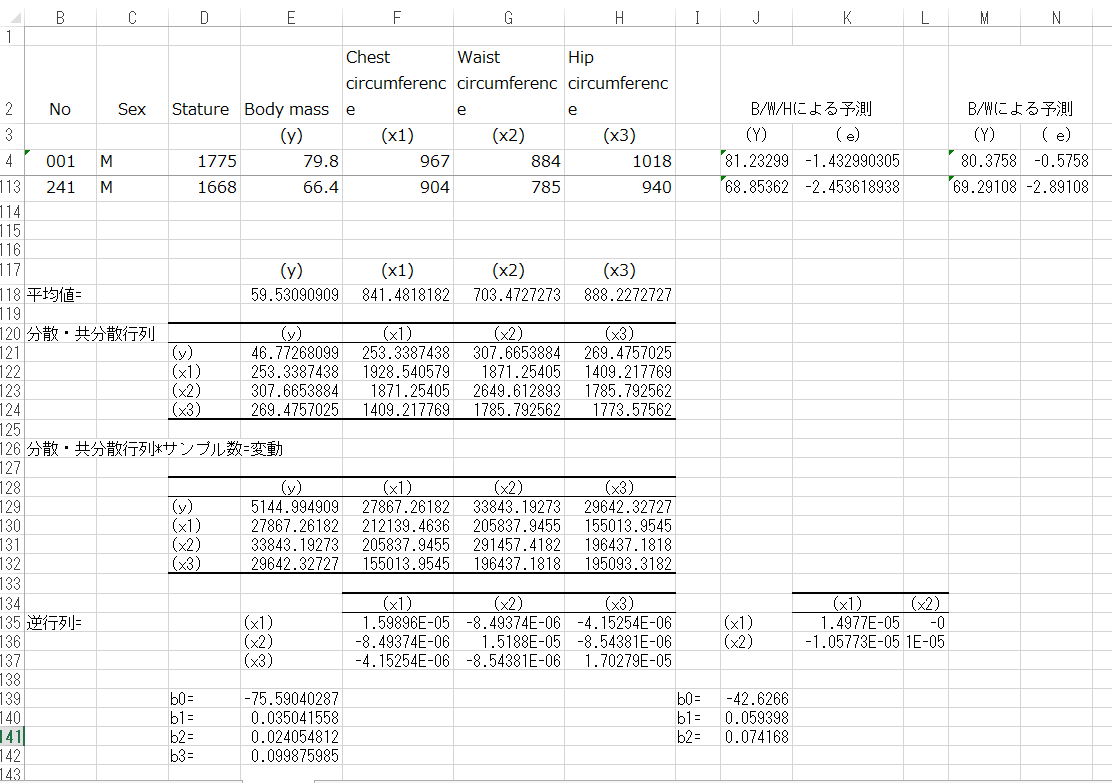 B C D E F G H I J K L M N
1
Chest Waist Hip
circumferenc circumferenc circumferenc
2 No Sex Stature Body mass e e e B/W/Hによる予測 B/Wによる予測
3 (y) (x1) (x2) (x3) (Y) (e) (Y) (e)
4 001 M 1775 79.8 967 884 1018 81.23299 -1.432990305 80.3758 -0.5758
113 241 M 1668 66.4 904 785 940 68.85362 -2.453618938 69.29108 -2.89108
114
115
116
117 (y) (x1) (x2) (x3)
118 平均値= 59.53090909 841.4818182 703.4727273 888.2272727
119
120 分散・共分散行列 (y) (x1) (x2) (x3)
121 (y) 46.77268099 253.3387438 307.6653884 269.4757025
122 (x1) 253.3387438 1928.540579 1871.25405 1409.217769
123 (x2) 307.6653884 1871.25405 2649.612893 1785.792562
124 (x3) 269.4757025 1409.217769 1785.792562 1773.57562
125
126 分散・共分散行列*サンプル数=変動
127
128 (y) (x1) (x2) (x3)
129 (y) 5144.994909 27867.26182 33843.19273 29642.32727
130 (x1) 27867.26182 212139.4636 205837.9455 155013.9545
131 (x2) 33843.19273 205837.9455 291457.4182 196437.1818
132 (x3) 29642.32727 155013.9545 196437.1818 195093.3182
133
134 (x1) (x2) (x3) (x1) (x2)
135 逆行列= (x1) 1.59896E-05 -8.49374E-06 -4.15254E-06 (x1) 1.4977E-05 -0
136 (x2) -8.49374E-06 1.5188E-05 -8.54381E-06 (x2) -1.05773E-05 1E-05
137 (x3) -4.15254E-06 -8.54381E-06 1.70279E-05
138
139 b0= -75.59040287 b0= -42.6266
140 b1= 0.035041558 b1= 0.059398
141 b2= 0.024054812 b2= 0.074168
142 b3= 0.099875985
143